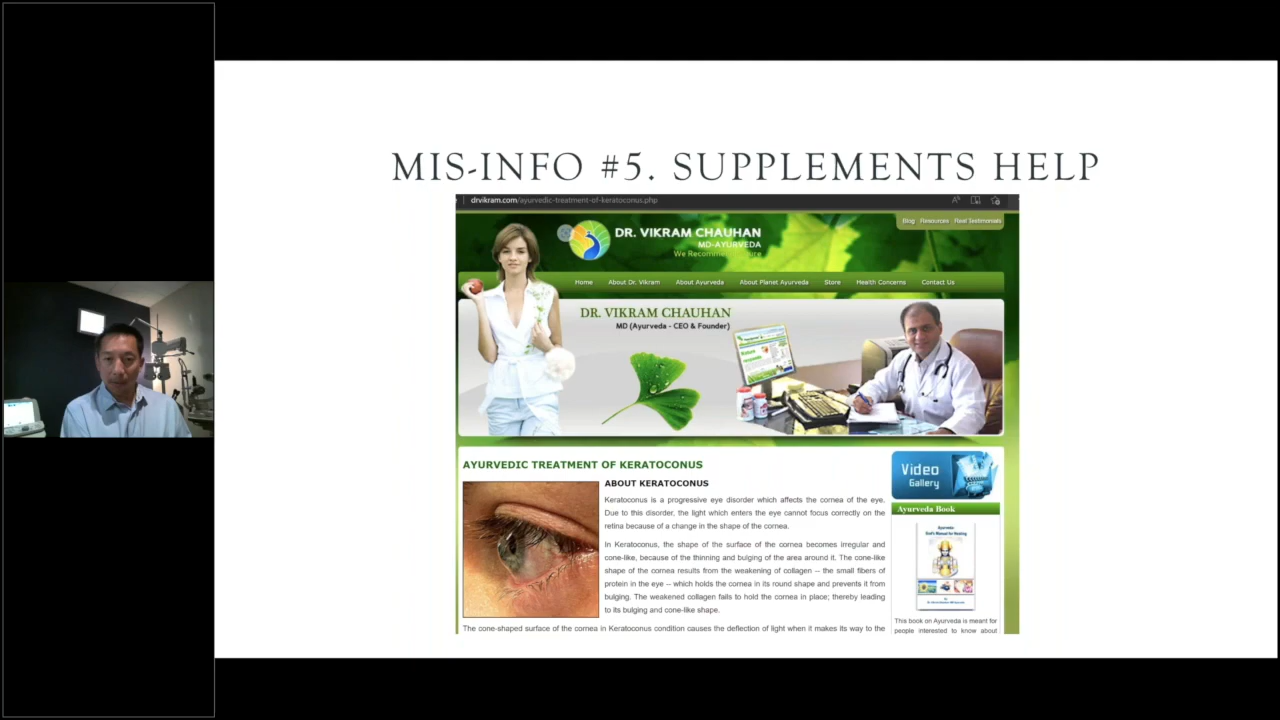 MIS-INFO #5. SUPPLEMENTS HELP
drvikram.com/ayurvedic-treatment-of-keratoconus.php
Blog Resources Real Testimonials
DR. VIKRAM CHAUHAN
MD-AYURVEDA
We Recommend
Home About Dr. Vikram About Ayurveda About Planet Ayurveda Store Health Concerns Contact Us
DR. VIKRAM CHAUHAN
MD (Ayurveda - CEO & Founder)
AYURVEDIC TREATMENT OF KERATOCONUS
ABOUT KERATOCONUS
Keratoconus is a progressive eye disorder which affects the cornea of the eye.
Due to this disorder, the light which enters the eye cannot focus correctly on the
retina because of a change in the shape of the cornea.
In Keratoconus, the shape of the surface of the cornea becomes irregular and
cone-like, because of the thinning and bulging of the area around it. The cone-like
shape of the cornea results from the weakening of collagen -- the small fibers of
protein in the eye -- which holds the cornea in its round shape and prevents it from
bulging. The weakened collagen fails to hold the cornea in place; thereby leading
to its bulging and cone-like shape.
The cone-shaped surface of the cornea in Keratoconus condition causes the deflection of light when it makes its way to the
Video
Gallery
Ayurveda Book
Ayurveda
God's Manual for Healing
This book on Ayurveda is meant for
people interested to know about